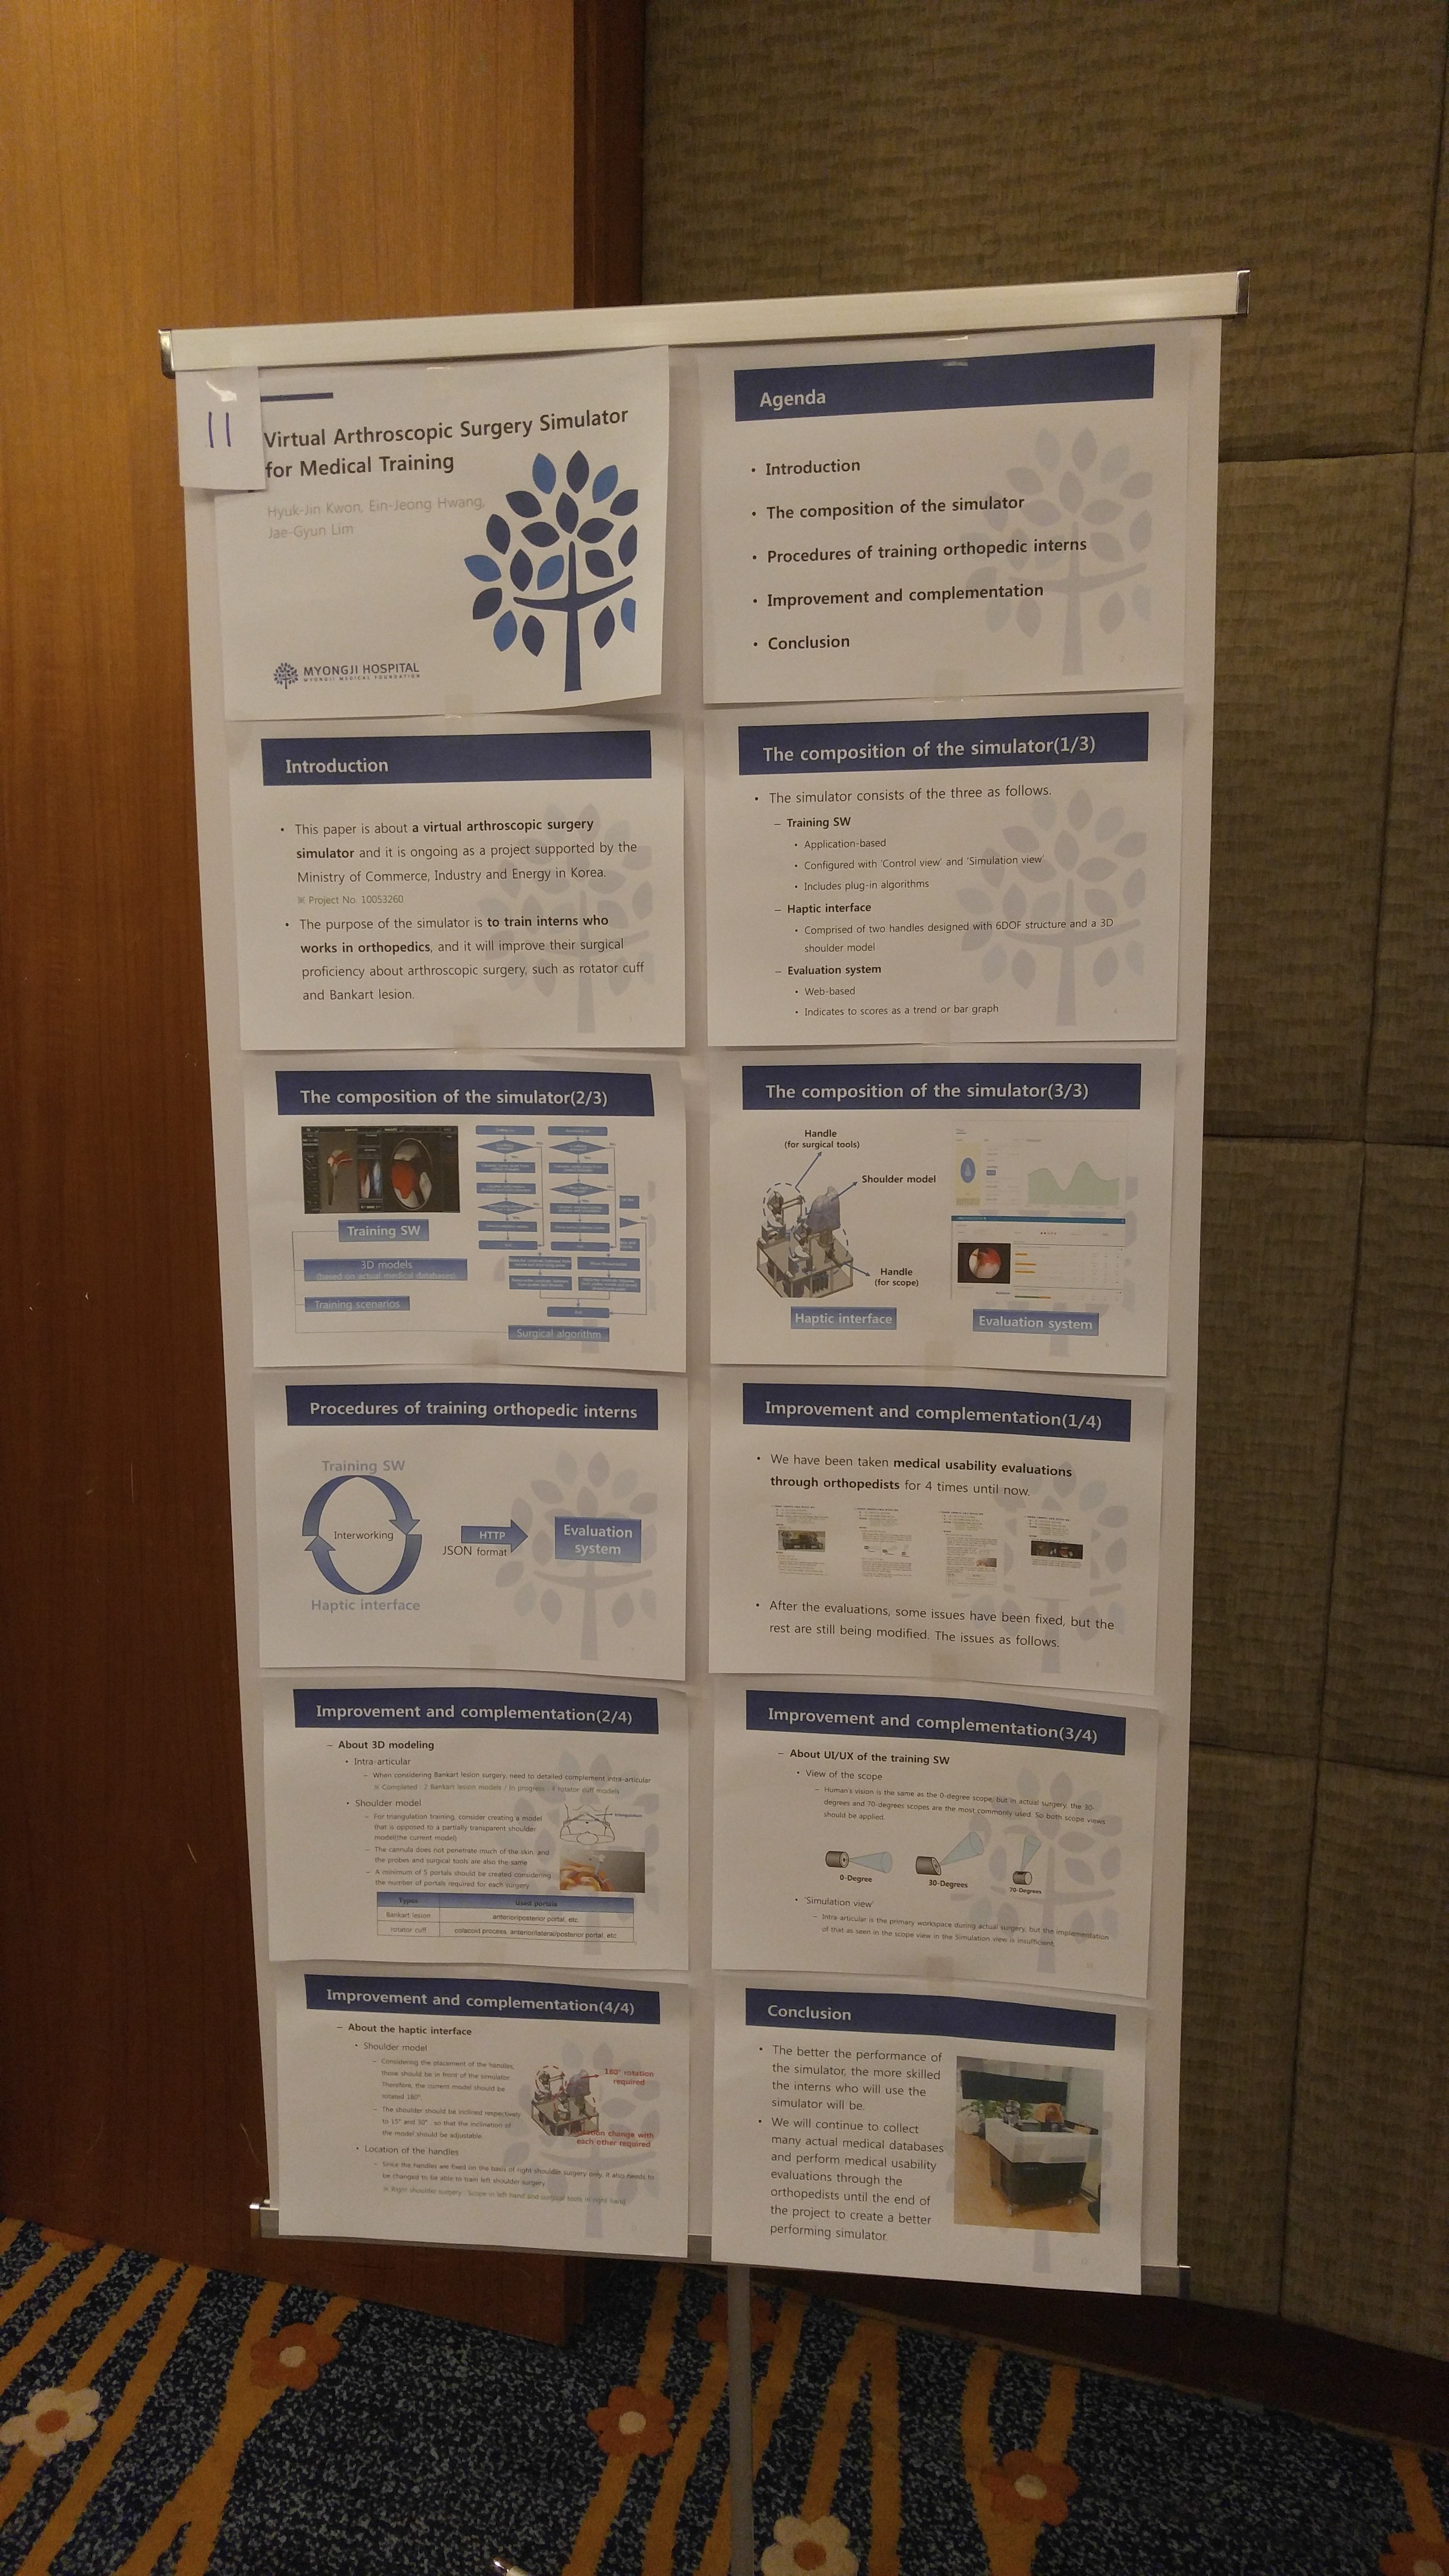 11
Virtual Arthroscopic Surgery Simulator
for Medical Training
Hyuk-Jin Kwon, Ein-Jeong Hwang,
Jae-Gyun Lim
MYONGJI HOSPITAL
MYONGJI MEDICAL FOUNDATION
Agenda
• Introduction
• The composition of the simulator
• Procedures of training orthopedic interns
• Improvement and complementation
• Conclusion
Introduction
• This paper is about a virtual arthroscopic surgery
simulator and it is ongoing as a project supported by the
Ministry of Commerce, Industry and Energy in Korea.
※ Project No. 10053260
• The purpose of the simulator is to train interns who
works in orthopedics, and it will improve their surgical
proficiency about arthroscopic surgery, such as rotator cuff
and Bankart lesion.
The composition of the simulator(1/3)
• The simulator consists of the three as follows.
– Training SW
• Application-based
• Configured with 'Control view' and 'Simulation view'
• Includes plug-in algorithms
– Haptic interface
• Comprised of two handles designed with 6DOF structure and a 3D
shoulder model
– Evaluation system
• Web-based
• Indicates to scores as a trend or bar graph
The composition of the simulator(2/3)
Training SW
3D models
(based on actual medical databases)
Training scenarios
Surgical algorithm
The composition of the simulator(3/3)
Handle
(for surgical tools)
Shoulder model
Handle
(for scope)
Haptic interface
Evaluation system
Procedures of training orthopedic interns
Training SW
Interworking
Haptic interface
HTTP
JSON format
Evaluation
system
Improvement and complementation(1/4)
• We have been taken medical usability evaluations
through orthopedists for 4 times until now.
• After the evaluations, some issues have been fixed, but the
rest are still being modified. The issues as follows.
Improvement and complementation(2/4)
– About 3D modeling
• Intra-articular
– When considering Bankart lesion surgery, need to detailed complement intra-articular
※ Completed : 2 Bankart lesion models / In progress : 4 rotator cuff models
• Shoulder model
– For triangulation training, consider creating a model
that is opposed to a partially transparent shoulder
model(the current model)
– The cannula does not penetrate much of the skin, and
the probes and surgical tools are also the same
– A minimum of 5 portals should be created considering
the number of portals required for each surgery
Types Used portals
Bankart lesion anterior/posterior portal, etc.
rotator cuff colacoid process, anterior/lateral/posterior portal, etc.
Improvement and complementation(3/4)
– About UI/UX of the training SW
• View of the scope
– Human's vision is the same as the 0-degree scope, but in actual surgery, the 30-
degrees and 70-degrees scopes are the most commonly used. So both scope views
should be applied.
0-Degree
30-Degrees
70-Degrees
• 'Simulation view'
– Intra articular is the primary workspace during actual surgery, but the implementation
of that as seen in the scope view in the Simulation view is insufficient.
Improvement and complementation(4/4)
– About the haptic interface
• Shoulder model
– Considering the placement of the handles,
those should be in front of the simulator.
Therefore, the current model should be
rotated 180°.
– The shoulder should be inclined respectively
to 15° and 30°, so that the inclination of
the model should be adjustable.
180° rotation
required
change with
each other required
• Location of the handles
– Since the handles are fixed on the basis of right shoulder surgery only, it also needs to
be changed to be able to train left shoulder surgery.
※ Right shoulder surgery : Scope in left hand and surgical tools in right hand
Conclusion
• The better the performance of
the simulator, the more skilled
the interns who will use the
simulator will be.
• We will continue to collect
many actual medical databases
and perform medical usability
evaluations through the
orthopedists until the end of
the project to create a better
performing simulator.